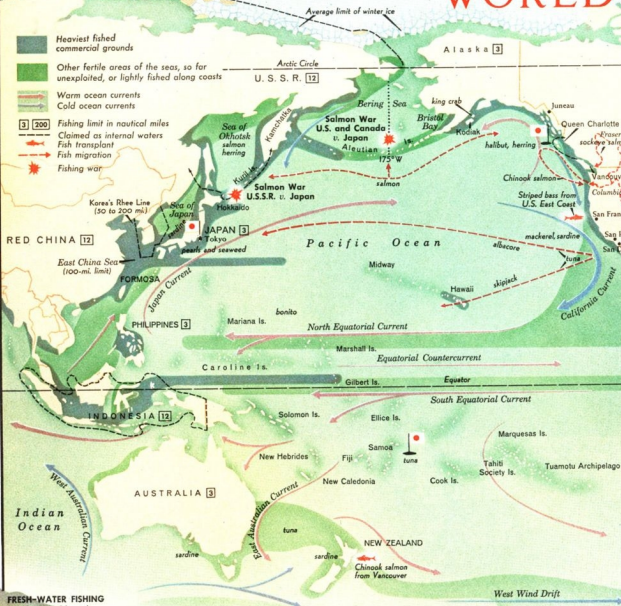 WORLD
Average limit of winter ice
Heaviest fished
commercial grounds
Other fertile areas of the seas, so far
unexploited, or lightly fished along coasts
Warm ocean currents
Cold ocean currents
3 200 Fishing limit in nautical miles
Claimed as internal waters
Fish transplant
Fish migration
Fishing war
Arctic Circle
U.S.S.R. 12
Alaska 3
Bering Sea
king crab
Juneau
Sea of
Okhotsk
salmon
herring
Kamchatka
Salmon War
U.S. and Canada
v. Japan
Bristol
Bay
Kodiak
Queen Charlotte
Fraser
sockeye
halibut, herring
Aleutian Is.
175°W
salmon
Kuril Is.
Salmon War
U.S.S.R. v. Japan
Hokkaido
Chinook salmon
Vancouv
Columbi
Striped bass from
U.S. East Coast
San Fran
Korea's Rhee Line
(50 to 200 mi.)
Sea of
Japan
sardine
JAPAN 3
Tokyo
pearls and seaweed
RED CHINA 12
East China Sea
(100-mi. limit)
FORMOSA
Japan Current
Pacific Ocean
mackerel, sardine
albacore
tuna
San
Midway
Hawaii
skipjack
California Current
PHILIPPINES 3
Mariana Is.
bonito
North Equatorial Current
Marshall Is.
Equatorial Countercurrent
Caroline Is.
Gilbert Is.
Equator
South Equatorial Current
INDONESIA 12
Solomon Is.
Ellice Is.
Marquesas Is.
Samoa
tuna
New Hebrides
Fiji
Tahiti
Society Is.
Tuamotu Archipelago
New Caledonia
Cook Is.
AUSTRALIA 3
West Australian Current
Indian
Ocean
East Australian Current
tuna
sardine
sardine
NEW ZEALAND
Chinook salmon
from Vancouver
West Wind Drift
FRESH-WATER FISHING